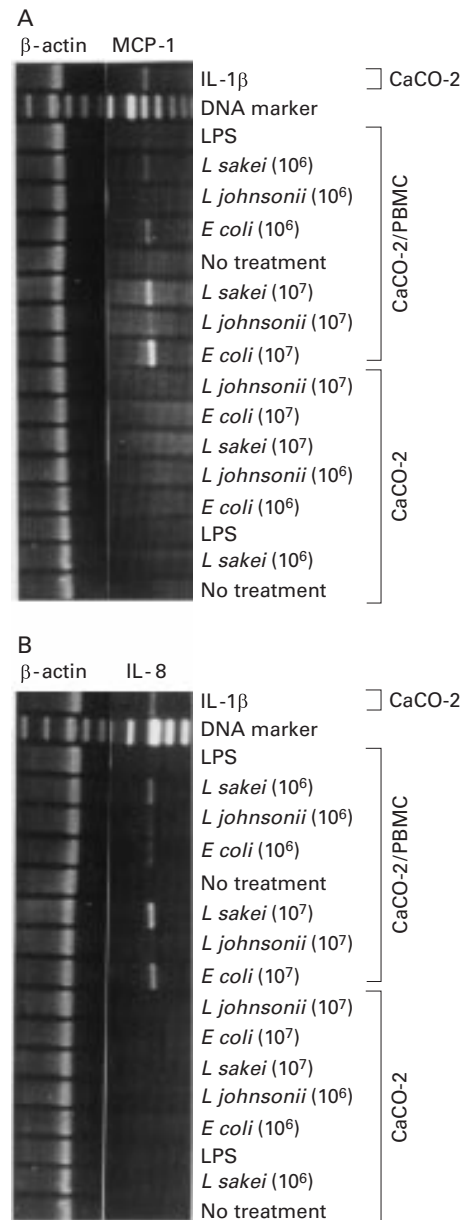 A
β-actin MCP-1
IL-1β CaCO-2
DNA marker
LPS
L sakei (10⁶)
L johnsonii (10⁶)
E coli (10⁶)
No treatment
L sakei (10⁷)
L johnsonii (10⁷)
E coli (10⁷)
CaCO-2/PBMC
L johnsonii (10⁷)
E coli (10⁷)
L sakei (10⁷)
L johnsonii (10⁶)
E coli (10⁶)
LPS
L sakei (10⁶)
No treatment
CaCO-2
B
β-actin IL-8
IL-1β CaCO-2
DNA marker
LPS
L sakei (10⁶)
L johnsonii (10⁶)
E coli (10⁶)
No treatment
L sakei (10⁷)
L johnsonii (10⁷)
E coli (10⁷)
CaCO-2/PBMC
L johnsonii (10⁷)
E coli (10⁷)
L sakei (10⁷)
L johnsonii (10⁶)
E coli (10⁶)
LPS
L sakei (10⁶)
No treatment
CaCO-2